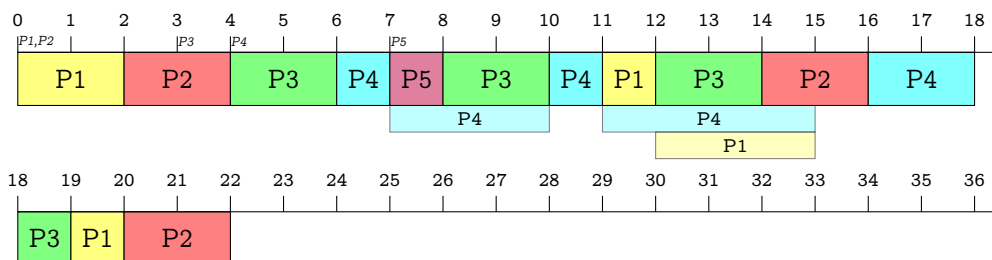 0 1 2 3 4 5 6 7 8 9 10 11 12 13 14 15 16 17 18
P1,P2 P3 P4 P5
P1 P2 P3 P4 P5 P3 P4 P1 P3 P2 P4
P4 P4
P1
18 19 20 21 22 23 24 25 26 27 28 29 30 31 32 33 34 35 36
P3 P1 P2